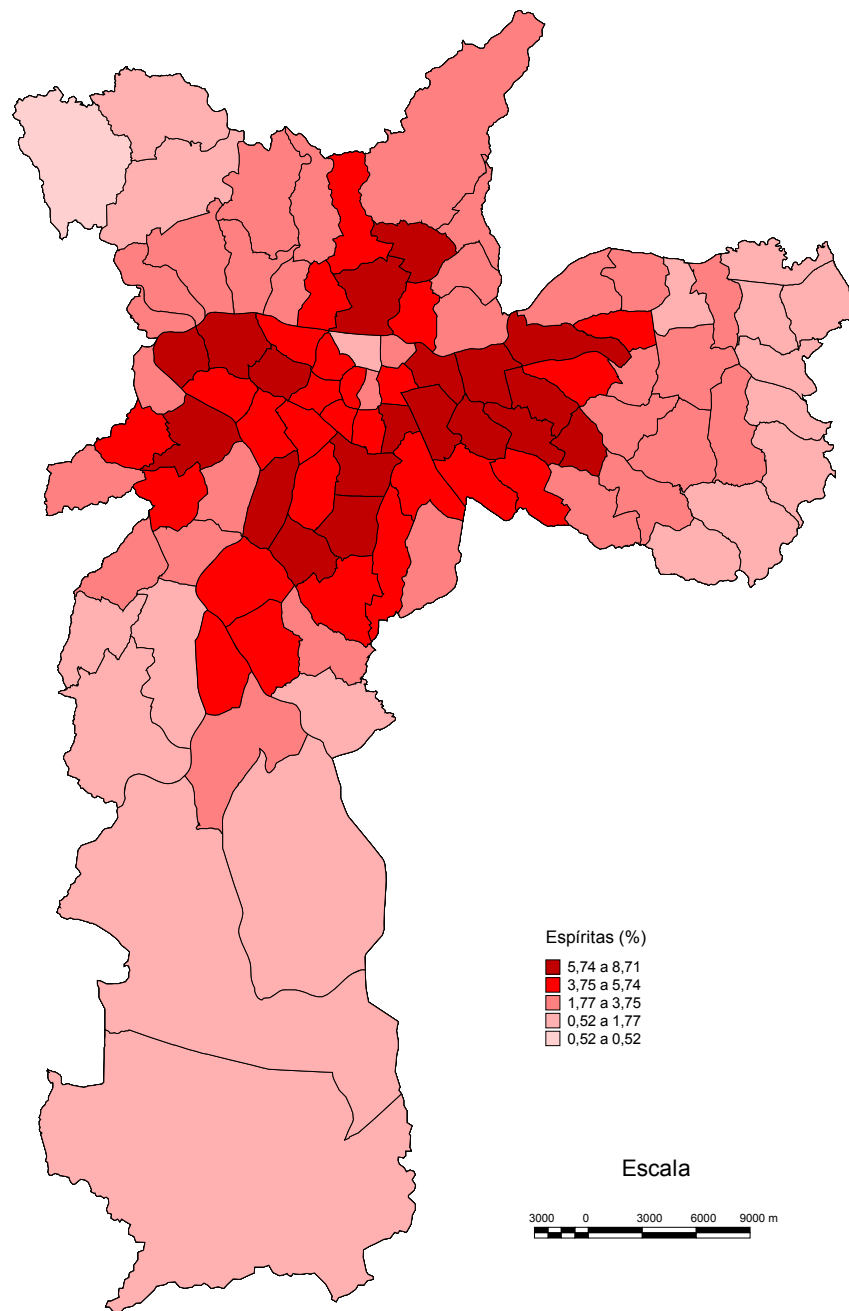 Espíritas (%)
5,74 a 8,71
3,75 a 5,74
1,77 a 3,75
0,52 a 1,77
0,52 a 0,52
Escala
3000 0 3000 6000 9000 m